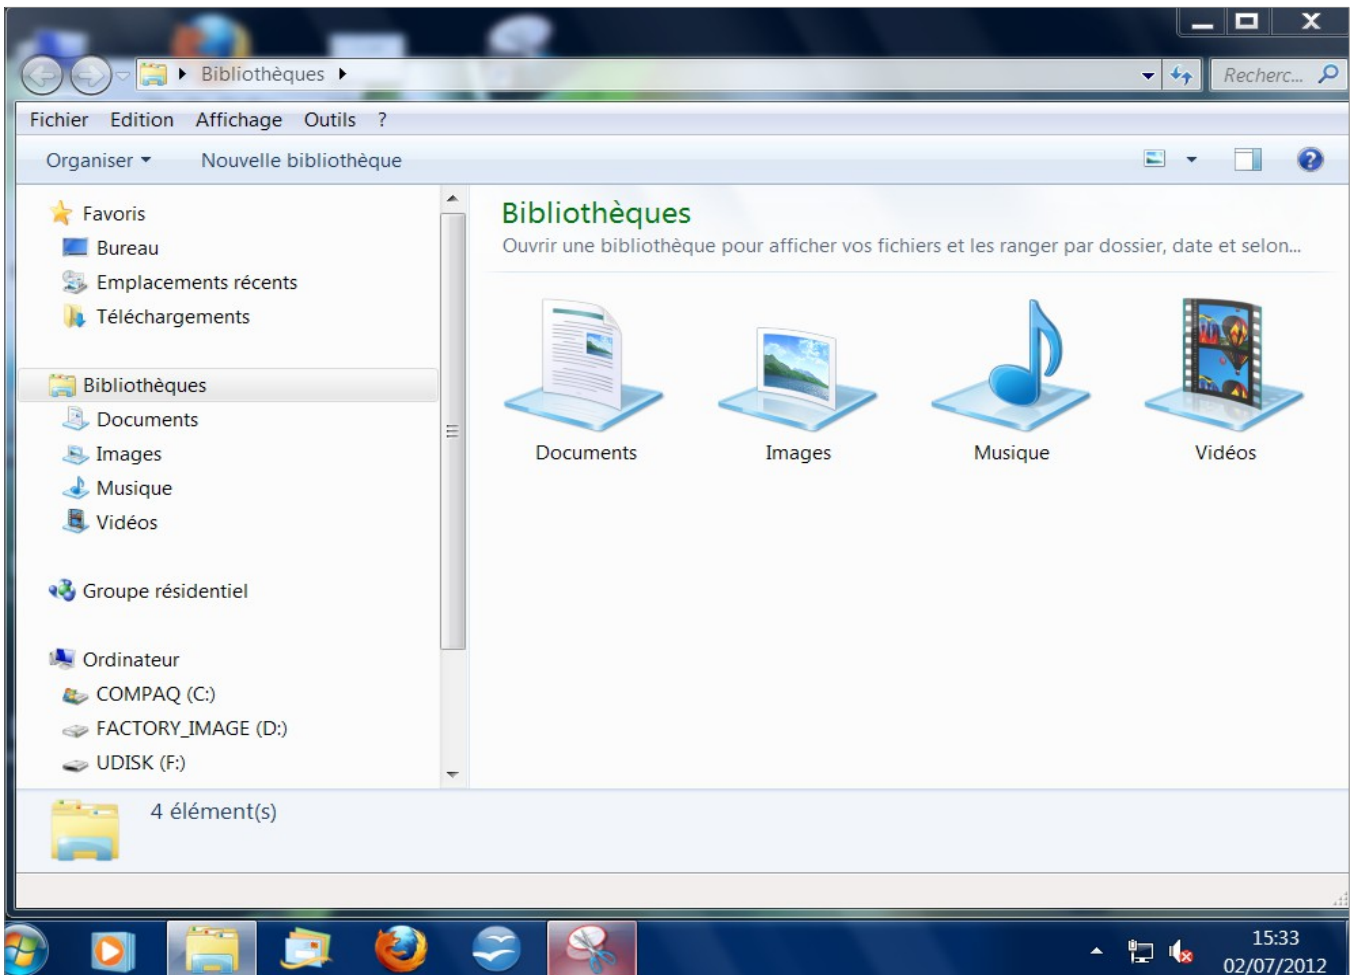 Bibliothèques
Recherc...
Fichier Edition Affichage Outils ?
Organiser Nouvelle bibliothèque
Favoris
Bureau
Emplacements récents
Téléchargements
Bibliothèques
Documents
Images
Musique
Vidéos
Groupe résidentiel
Ordinateur
COMPAQ (C:)
FACTORY_IMAGE (D:)
UDISK (F:)
Bibliothèques
Ouvrir une bibliothèque pour afficher vos fichiers et les ranger par dossier, date et selon...
Documents Images Musique Vidéos
4 élément(s)
15:33
02/07/2012